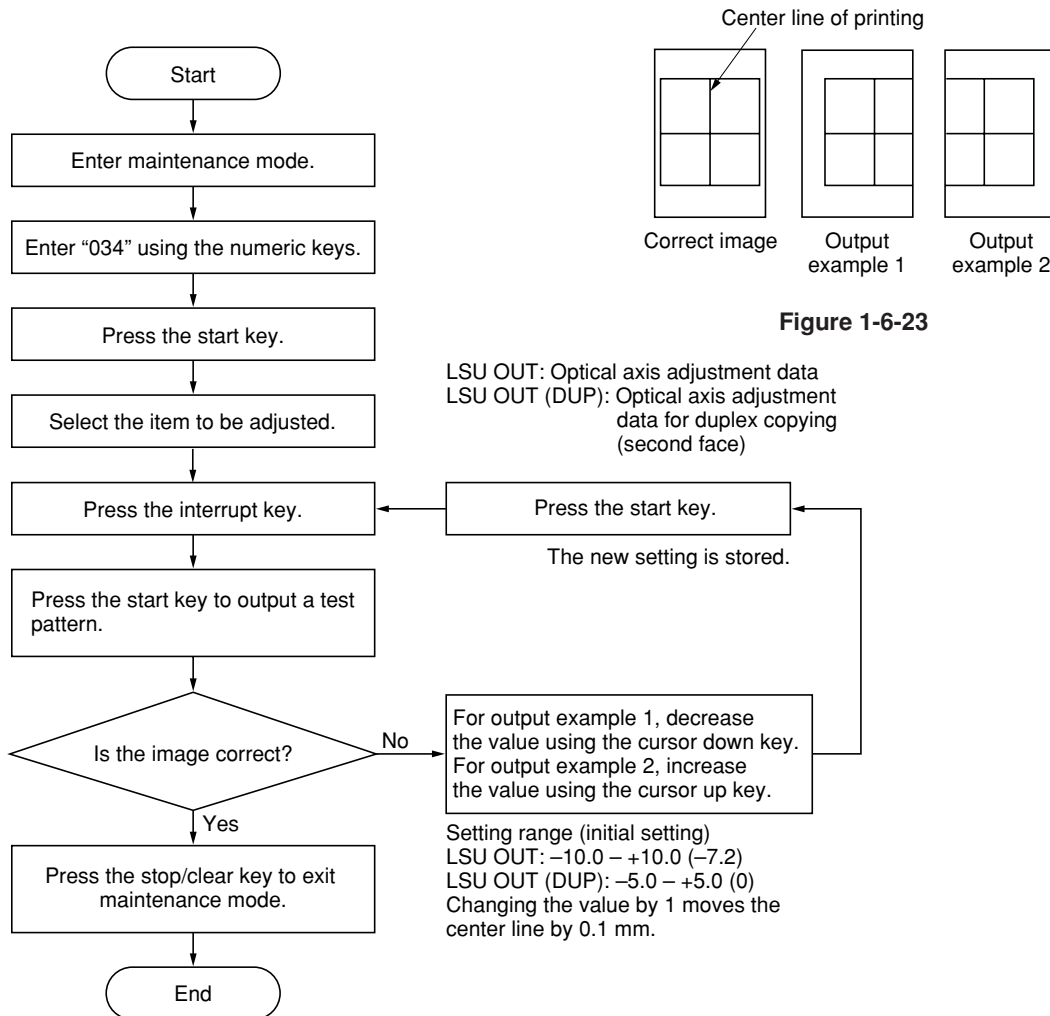 Center line of printing
Correct image
Output
example 1
Output
example 2
Figure 1-6-23
Start
Enter maintenance mode.
Enter “034” using the numeric keys.
Press the start key.
Select the item to be adjusted.
LSU OUT: Optical axis adjustment data
LSU OUT (DUP): Optical axis adjustment
data for duplex copying
(second face)
Press the interrupt key.
Press the start key.
The new setting is stored.
Press the start key to output a test
pattern.
Is the image correct?
No
For output example 1, decrease
the value using the cursor down key.
For output example 2, increase
the value using the cursor up key.
Setting range (initial setting)
LSU OUT: –10.0 – +10.0 (–7.2)
LSU OUT (DUP): –5.0 – +5.0 (0)
Changing the value by 1 moves the
center line by 0.1 mm.
Yes
Press the stop/clear key to exit
maintenance mode.
End